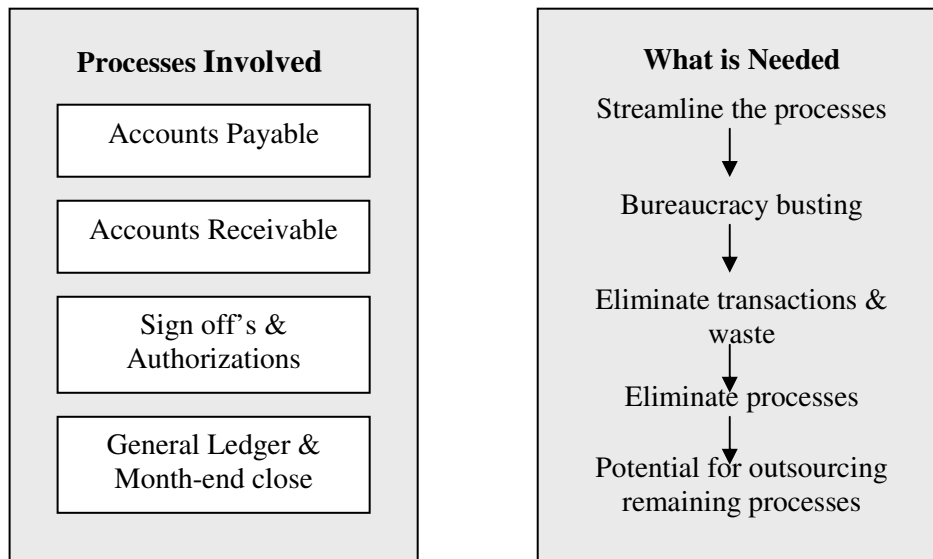 Processes Involved
Accounts Payable
Accounts Receivable
Sign off’s &
Authorizations
General Ledger &
Month-end close
What is Needed
Streamline the processes
Bureaucracy busting
Eliminate transactions &
waste
Eliminate processes
Potential for outsourcing
remaining processes